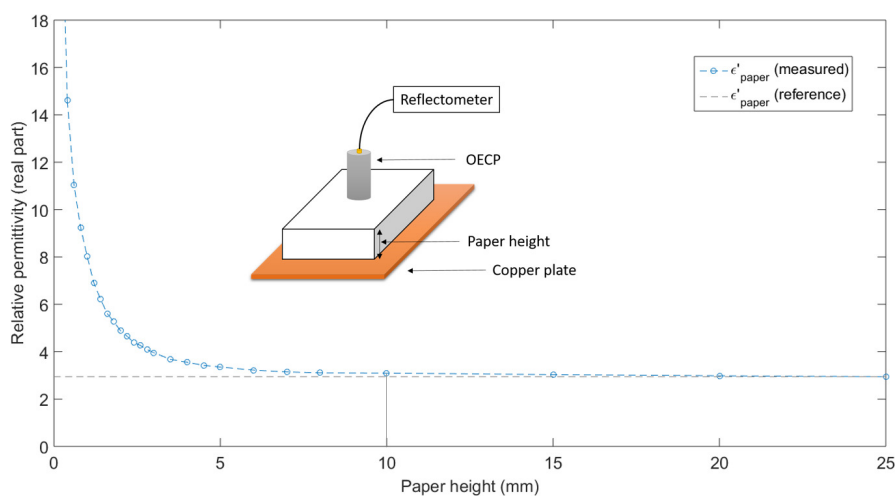 18
16
14
12
10
8
6
4
2
0
Relative permittivity (real part)
0
5
10
15
20
25
Paper height (mm)
ϵ'paper (measured)
ϵ'paper (reference)
Reflectometer
OECP
Paper height
Copper plate